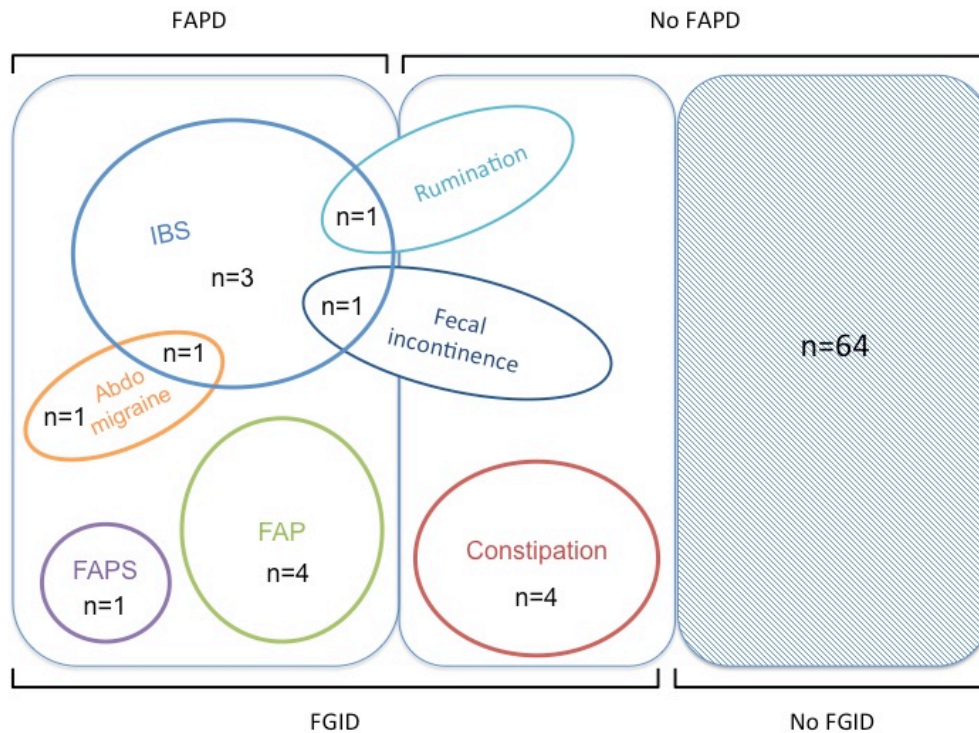 FAPD
No FAPD
Rumination
n=1
IBS
n=3
n=1
Fecal
incontinence
n=1
Abdo
migraine
n=1
n=64
FAP
n=4
FAPS
n=1
Constipation
n=4
FGID
No FGID